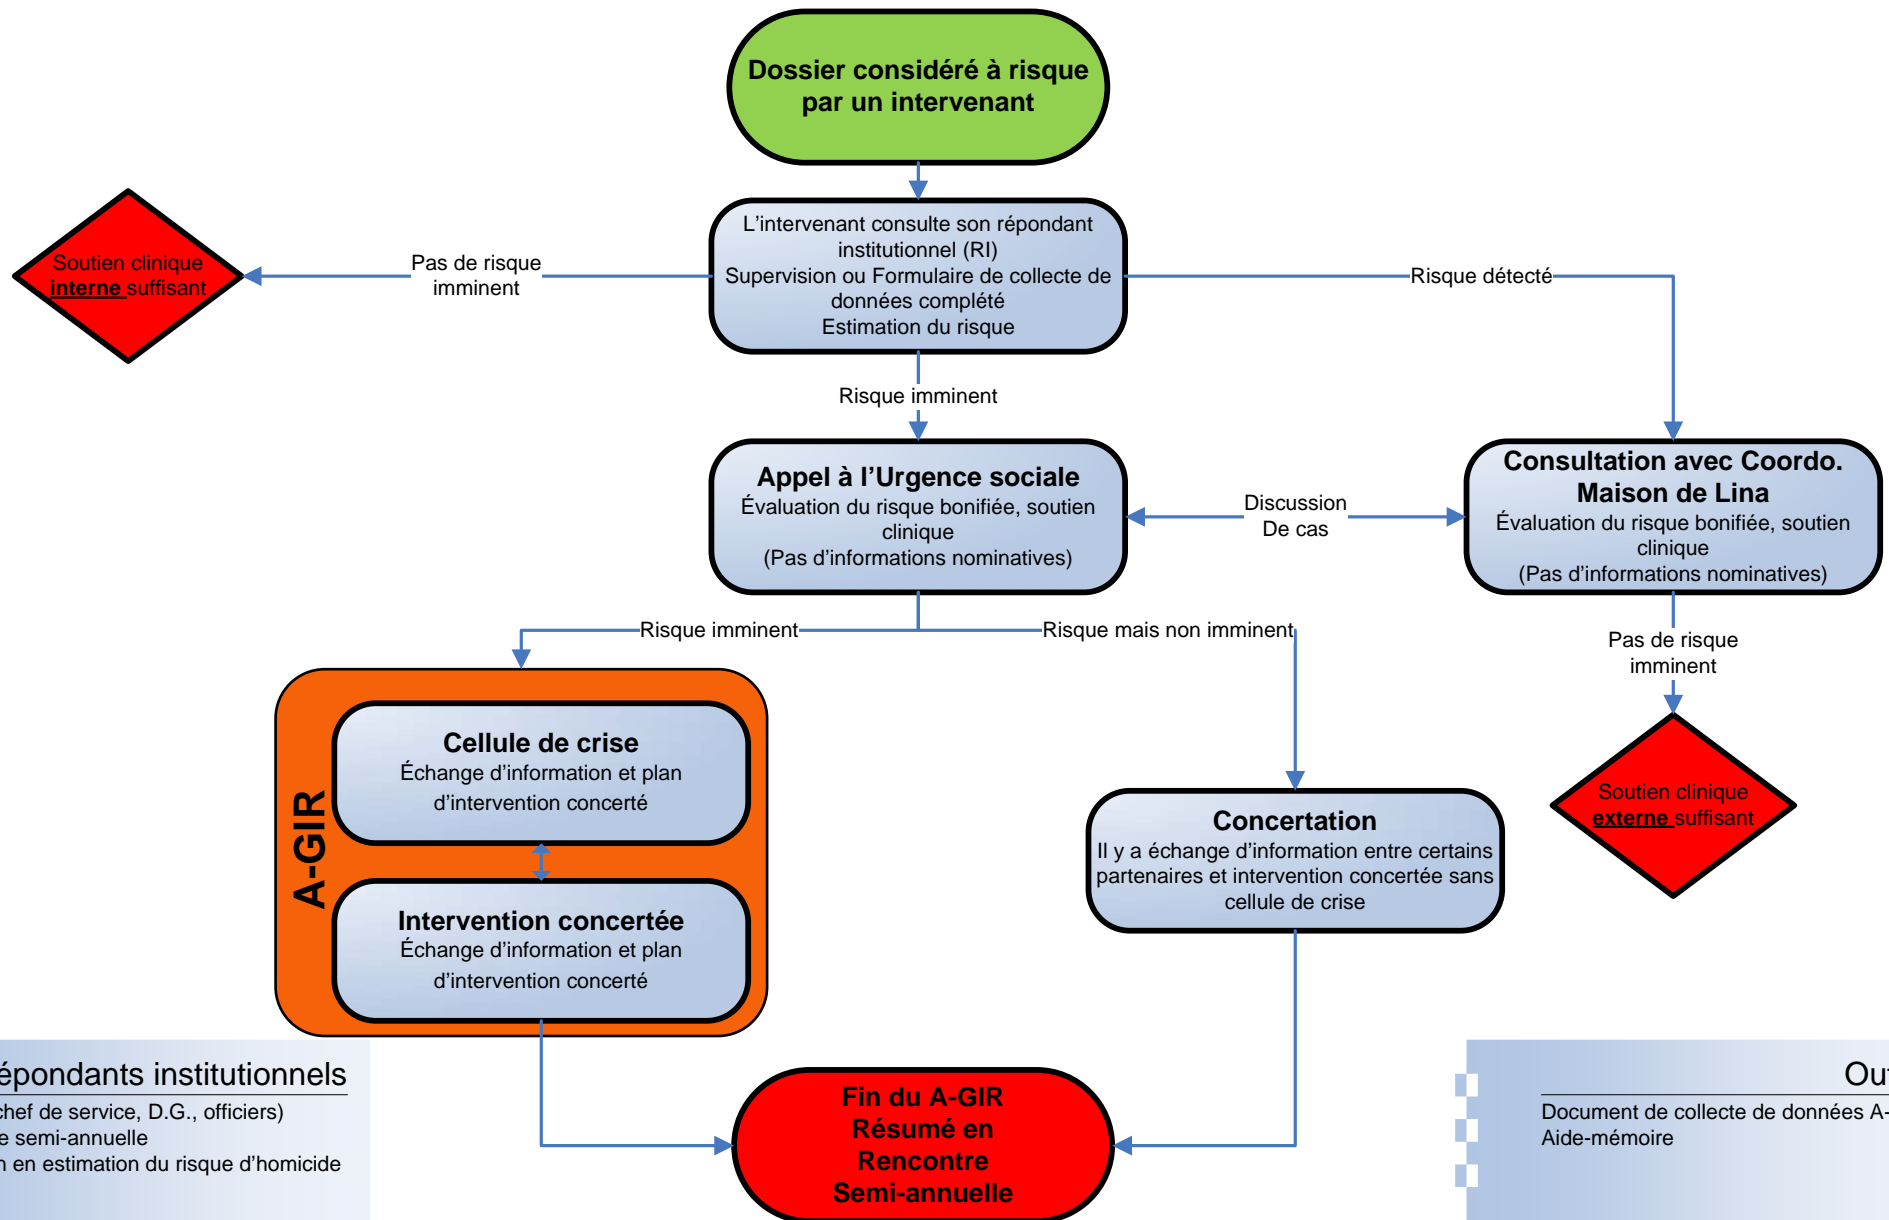 Dossier considéré à risque
par un intervenant
L'intervenant consulte son répondant
institutionnel (RI)
Supervision ou Formulaire de collecte de
données complété
Estimation du risque
Pas de risque
imminent
Soutien clinique
interne suffisant
Risque détecté
Risque imminent
Appel à l'Urgence sociale
Évaluation du risque bonifiée, soutien
clinique
(Pas d'informations nominatives)
Discussion
De cas
Consultation avec Coordo.
Maison de Lina
Évaluation du risque bonifiée, soutien
clinique
(Pas d'informations nominatives)
Risque imminent
Risque mais non imminent
Pas de risque
imminent
A-GIR
Cellule de crise
Échange d'information et plan
d'intervention concerté
Intervention concertée
Échange d'information et plan
d'intervention concerté
Concertation
Il y a échange d'information entre certains
partenaires et intervention concertée sans
cellule de crise
Soutien clinique
externe suffisant
Fin du A-GIR
Résumé en
Rencontre
Semi-annuelle
épondants institutionnels
chef de service, D.G., officiers)
e semi-annuelle
n en estimation du risque d'homicide
Out
Document de collecte de données A-
Aide-mémoire